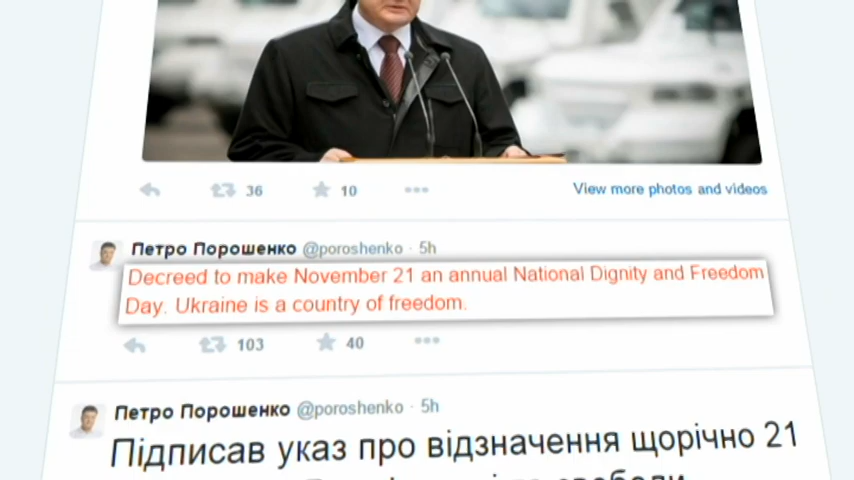 36 10 View more photos and videos
Петро Порошенко @poroshenko · 5h
Decreed to make November 21 an annual National Dignity and Freedom
Day. Ukraine is a country of freedom.
103 40
Петро Порошенко @poroshenko · 5h
Підписав указ про відзначення щорічно 21